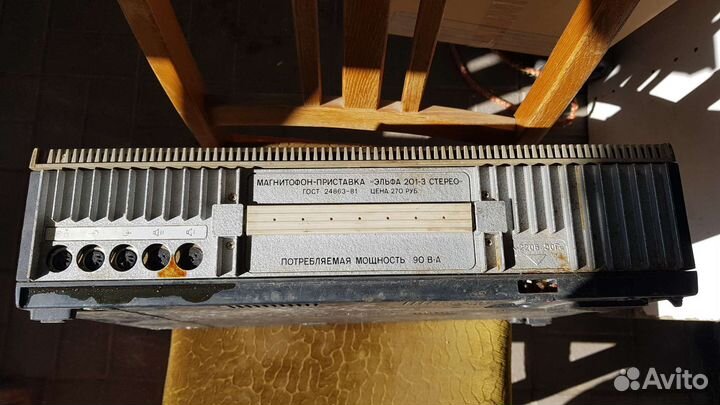 МАГНИТОФОН-ПРИСТАВКА "ЭЛЬФА 201-3 СТЕРЕО"
ГОСТ 24863-81 ЦЕНА 270 РУБ.
ПОТРЕБЛЯЕМАЯ МОЩНОСТЬ 90 В·А
Avito